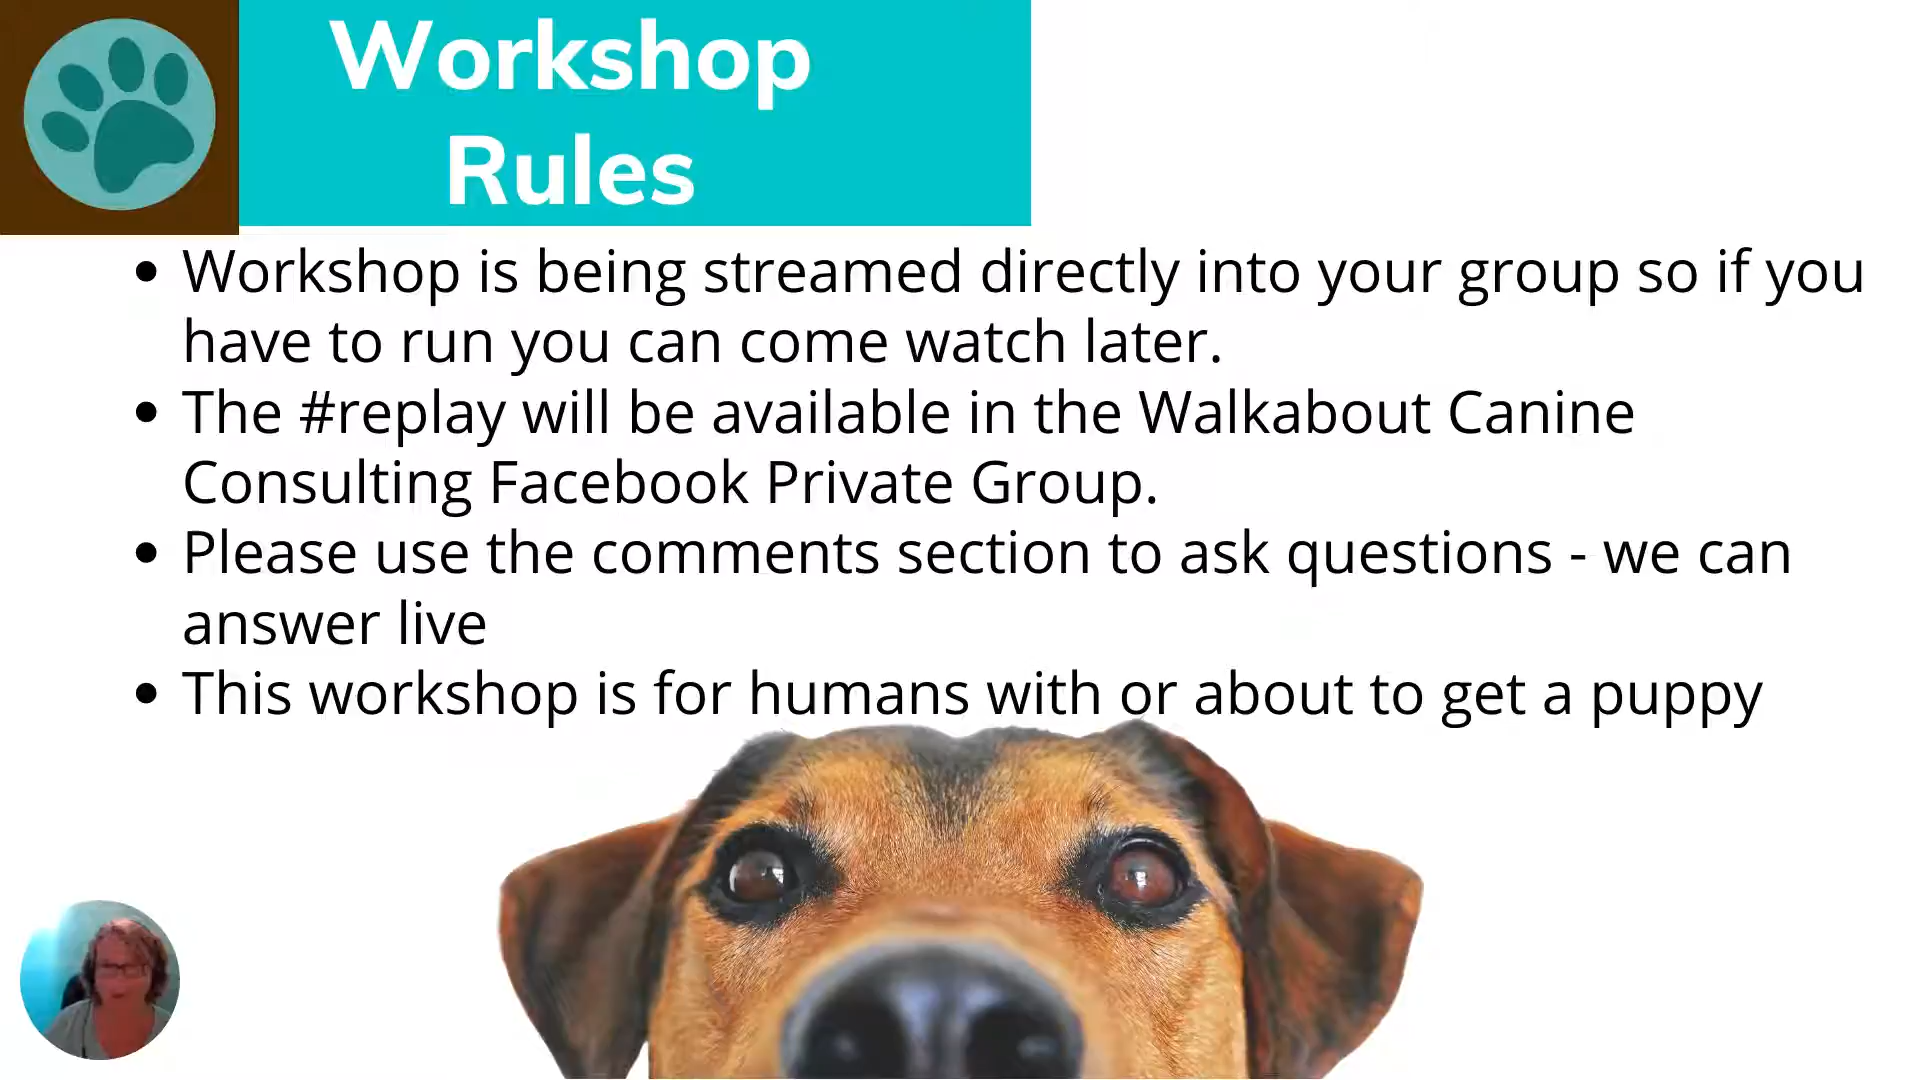 Workshop
Rules
• Workshop is being streamed directly into your group so if you
have to run you can come watch later.
• The #replay will be available in the Walkabout Canine
Consulting Facebook Private Group.
• Please use the comments section to ask questions - we can
answer live
• This workshop is for humans with or about to get a puppy